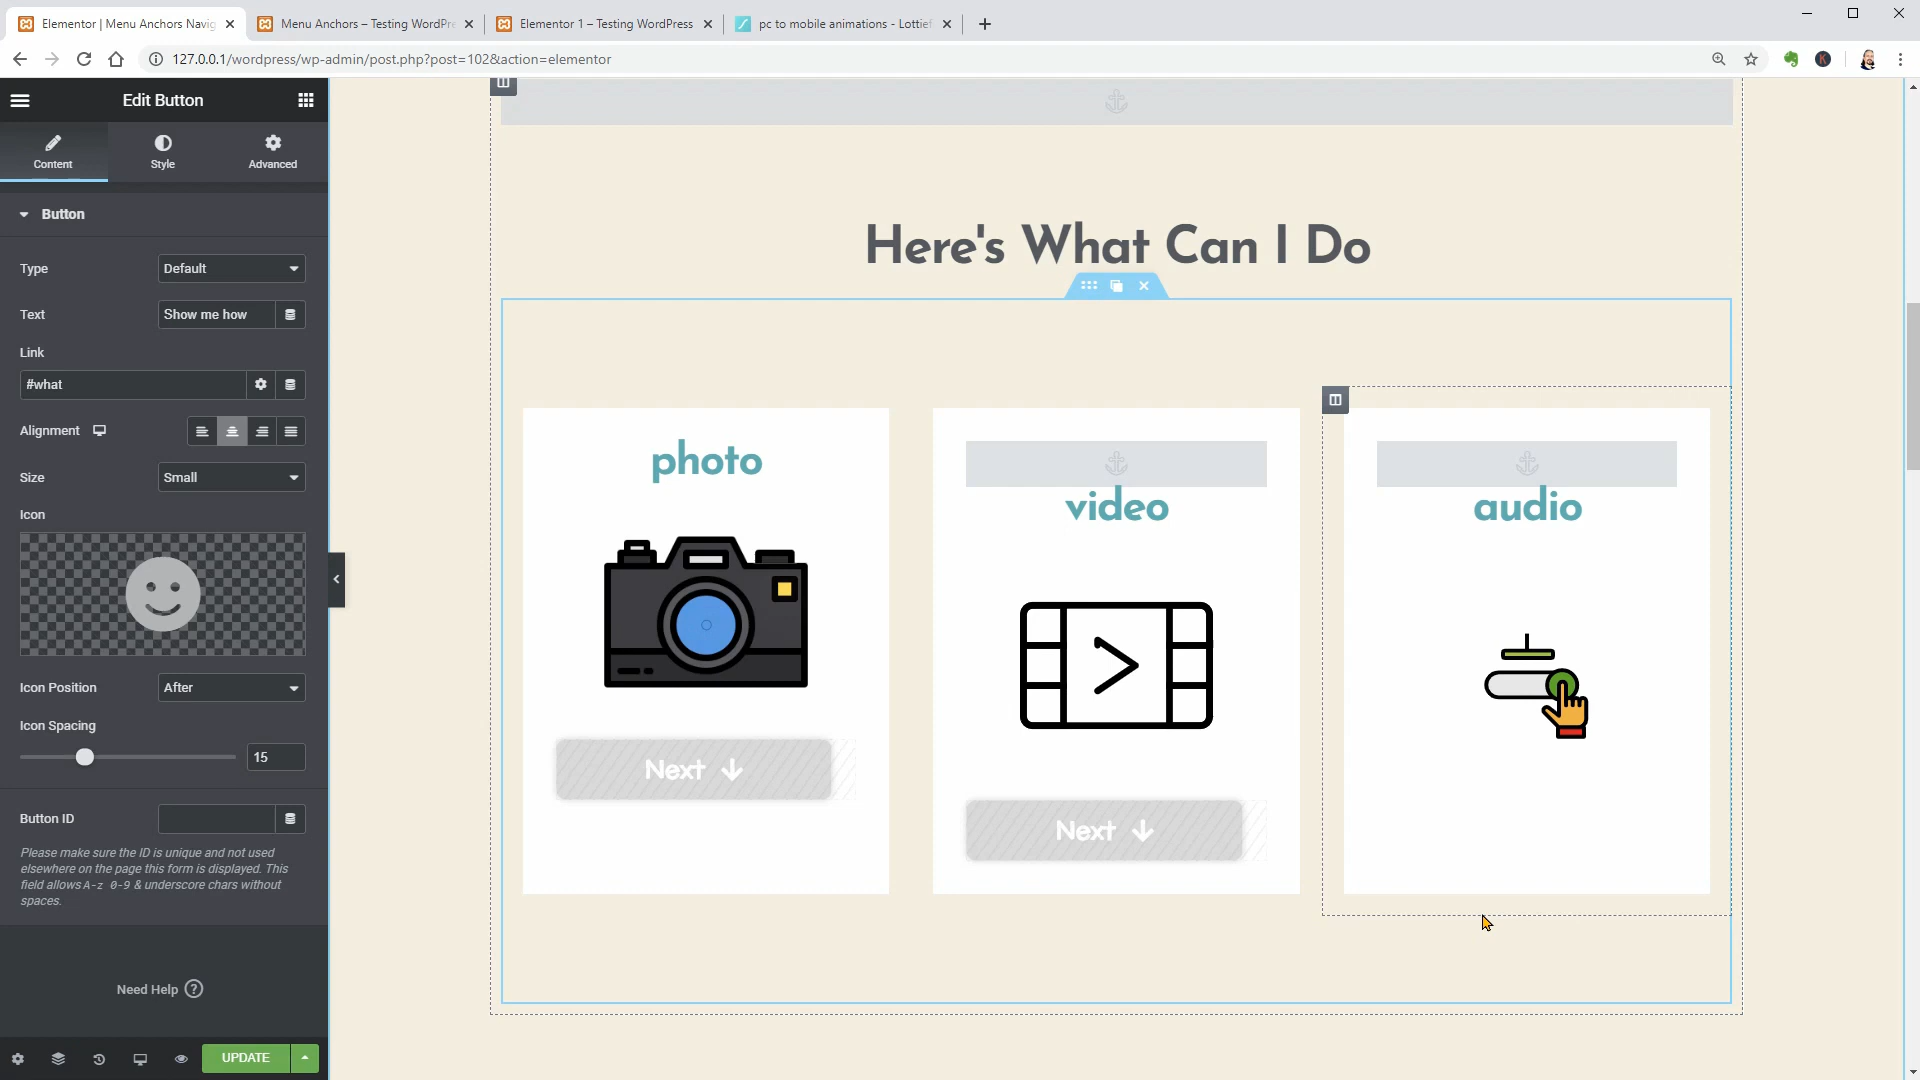 Elementor | Menu Anchors Navig
Menu Anchors – Testing WordPre
Elementor 1 – Testing WordPress
pc to mobile animations - Lottief
127.0.0.1/wordpress/wp-admin/post.php?post=102&action=elementor
Edit Button
Content
Style
Advanced
Button
Type
Default
Text
Show me how
Link
#what
Alignment
Size
Small
Icon
Icon Position
After
Icon Spacing
15
Button ID
Please make sure the ID is unique and not used
elsewhere on the page this form is displayed. This
field allows A-z 0-9 & underscore chars without
spaces.
Need Help ?
UPDATE
Here's What Can I Do
photo
video
audio
Next
Next